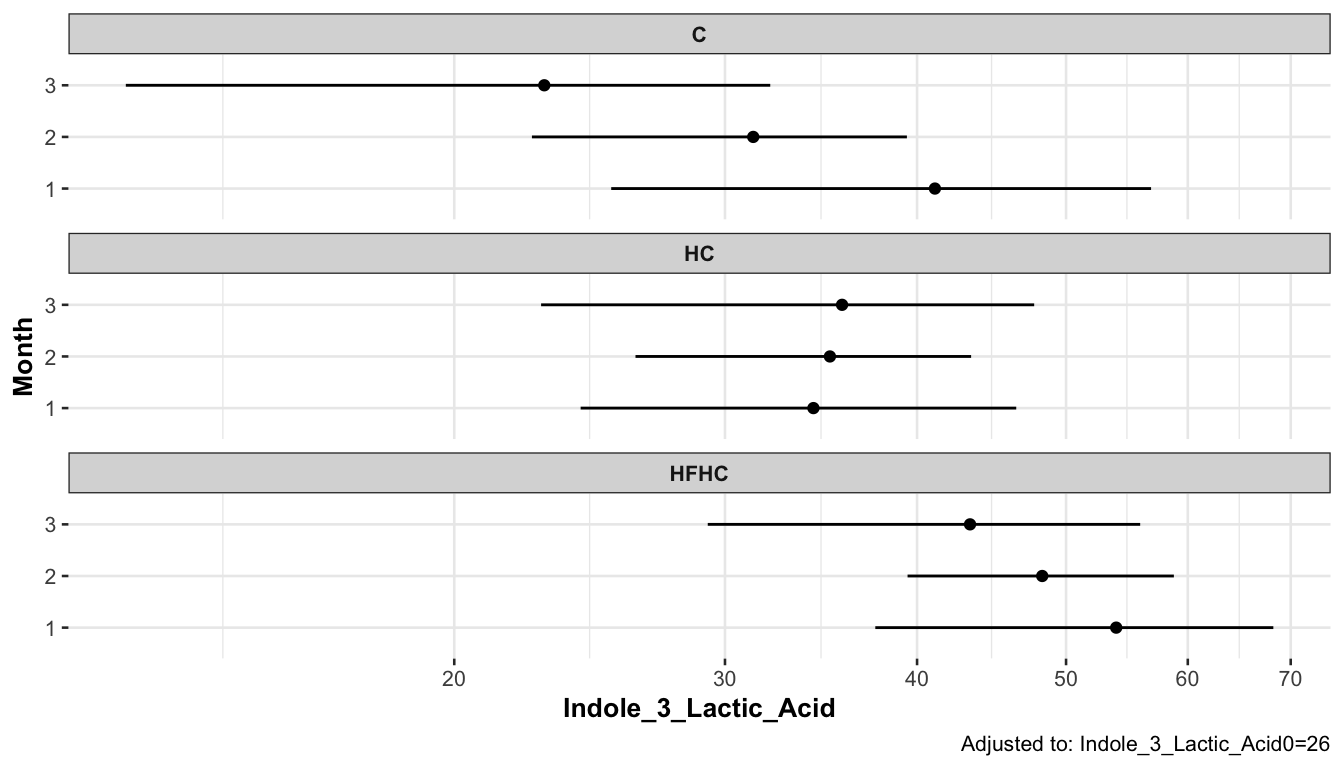 C
3
2
1
HC
3
2
1
Month
HFHC
3
2
1
20 30 40 50 60 70
Indole_3_Lactic_Acid
Adjusted to: Indole_3_Lactic_Acid0=26